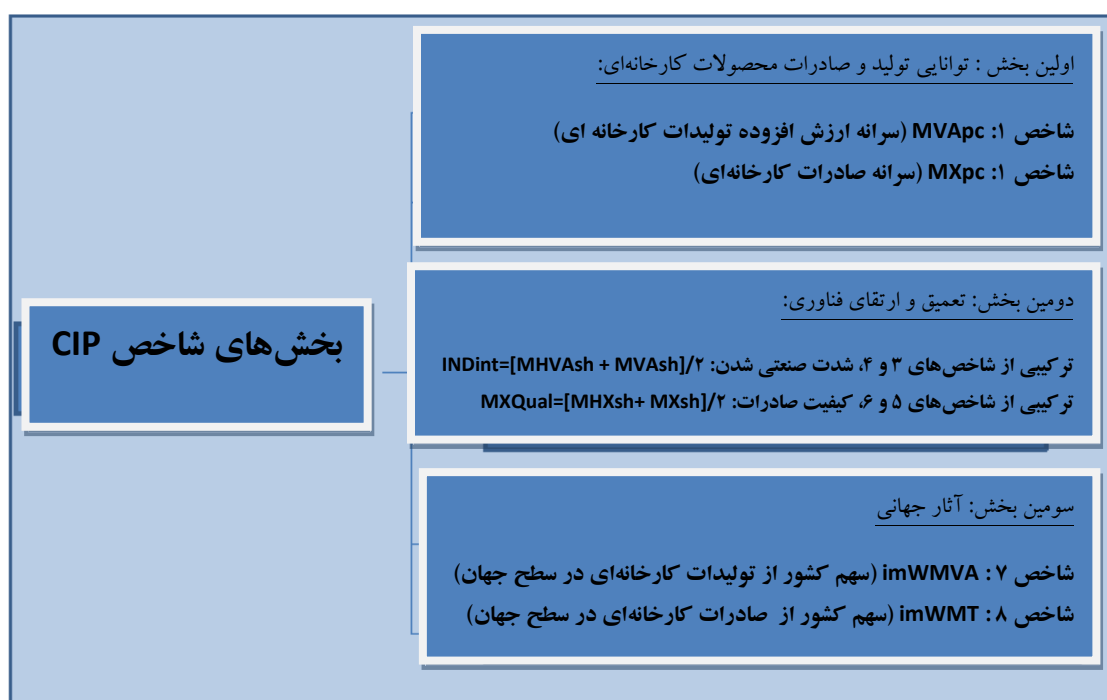 بخش‌های شاخص CIP
اولین بخش : توانایی تولید و صادرات محصولات کارخانه‌ای:
شاخص ۱: MVApc (سرانه ارزش افزوده تولیدات کارخانه ای)
شاخص ۱: MXpc (سرانه صادرات کارخانه‌ای)
دومین بخش: تعمیق و ارتقای فناوری:
ترکیبی از شاخص‌های ۳ و ۴، شدت صنعتی شدن: INDint=[MHVAsh + MVAsh]/۲
ترکیبی از شاخص‌های ۵ و ۶، کیفیت صادرات: MXQual=[MHXsh+ MXsh]/۲
سومین بخش: آثار جهانی
شاخص ۷ : imWMVA (سهم کشور از تولیدات کارخانه‌ای در سطح جهان)
شاخص ۸ : imWMT (سهم کشور از صادرات کارخانه‌ای در سطح جهان)